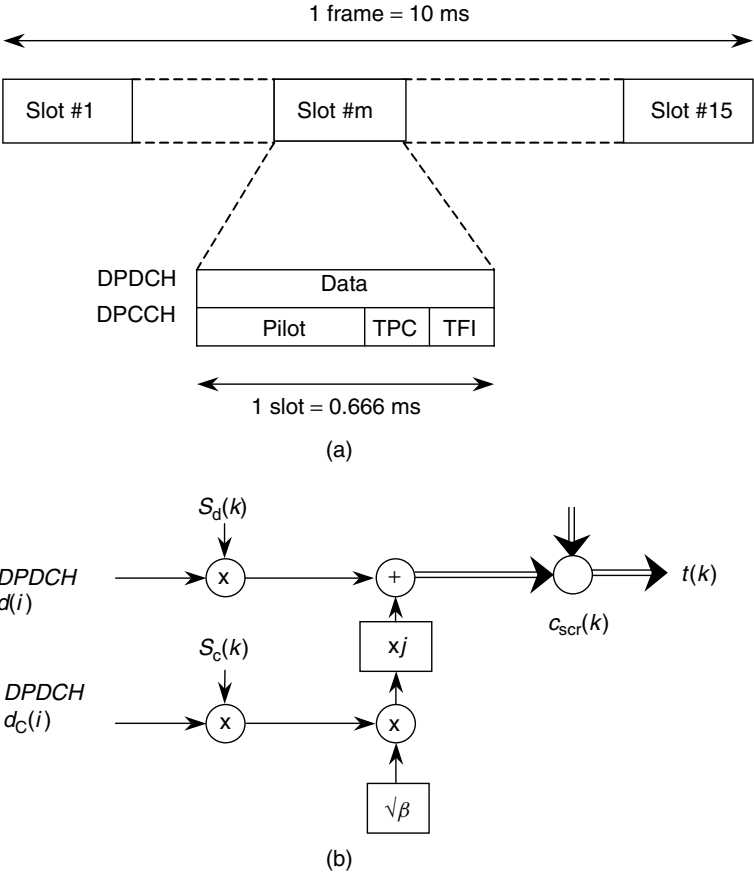 1 frame = 10 ms
Slot #1 Slot #m Slot #15
DPDCH Data
DPCCH Pilot TPC TFI
1 slot = 0.666 ms
(a)
S_d(k)
DPDCH x + t(k)
d(i)
c_scr(k)
S_c(k) xj
DPDCH
d_C(i) x x
√β
(b)